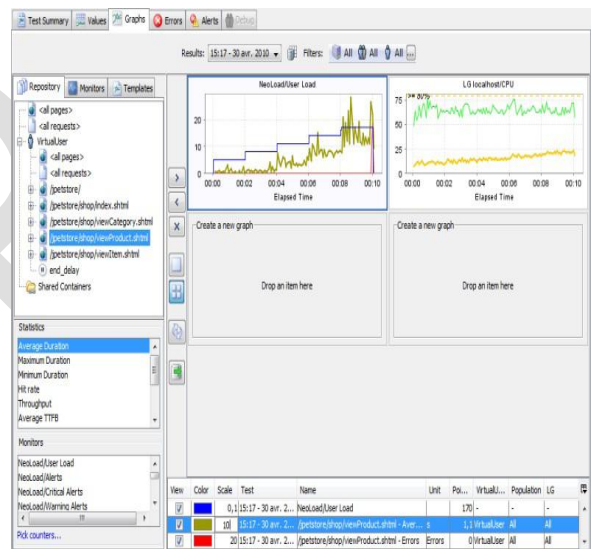 Test Summary Values Graphs Errors Alerts Debug
Results: 15:17 - 30 avr. 2010 Filters: All All All ...
Repository Monitors Templates
<all pages>
<all requests>
VirtualUser
<all pages>
<all requests>
/petstore/
/petstore/shop/index.shtml
/petstore/shop/viewCategory.shtml
/petstore/shop/viewProduct.shtml
/petstore/shop/viewItem.shtml
end_delay
Shared Containers
Statistics
Average Duration
Maximum Duration
Minimum Duration
Hit rate
Throughput
Average TTFB
Monitors
NeoLoad/User Load
NeoLoad/Alerts
NeoLoad/Critical Alerts
NeoLoad/Warning Alerts
Pick counters...
NeoLoad/User Load
20
10
0
00:00 00:02 00:04 00:06 00:08 00:10
Elapsed Time
LG localhost/CPU
>= 80%
75
50
25
0
00:00 00:02 00:04 00:06 00:08 00:10
Elapsed Time
Create a new graph
Drop an item here
Create a new graph
Drop an item here
View Color Scale Test Name Unit Poi... VirtualU... Population LG
0,1 15:17 - 30 avr. 2... NeoLoad/User Load 170 - - -
10 15:17 - 30 avr. 2... /petstore/shop/viewProduct.shtml - Aver... s 1,1 VirtualUser All All
20 15:17 - 30 avr. 2... /petstore/shop/viewProduct.shtml - Errors Errors 0 VirtualUser All All